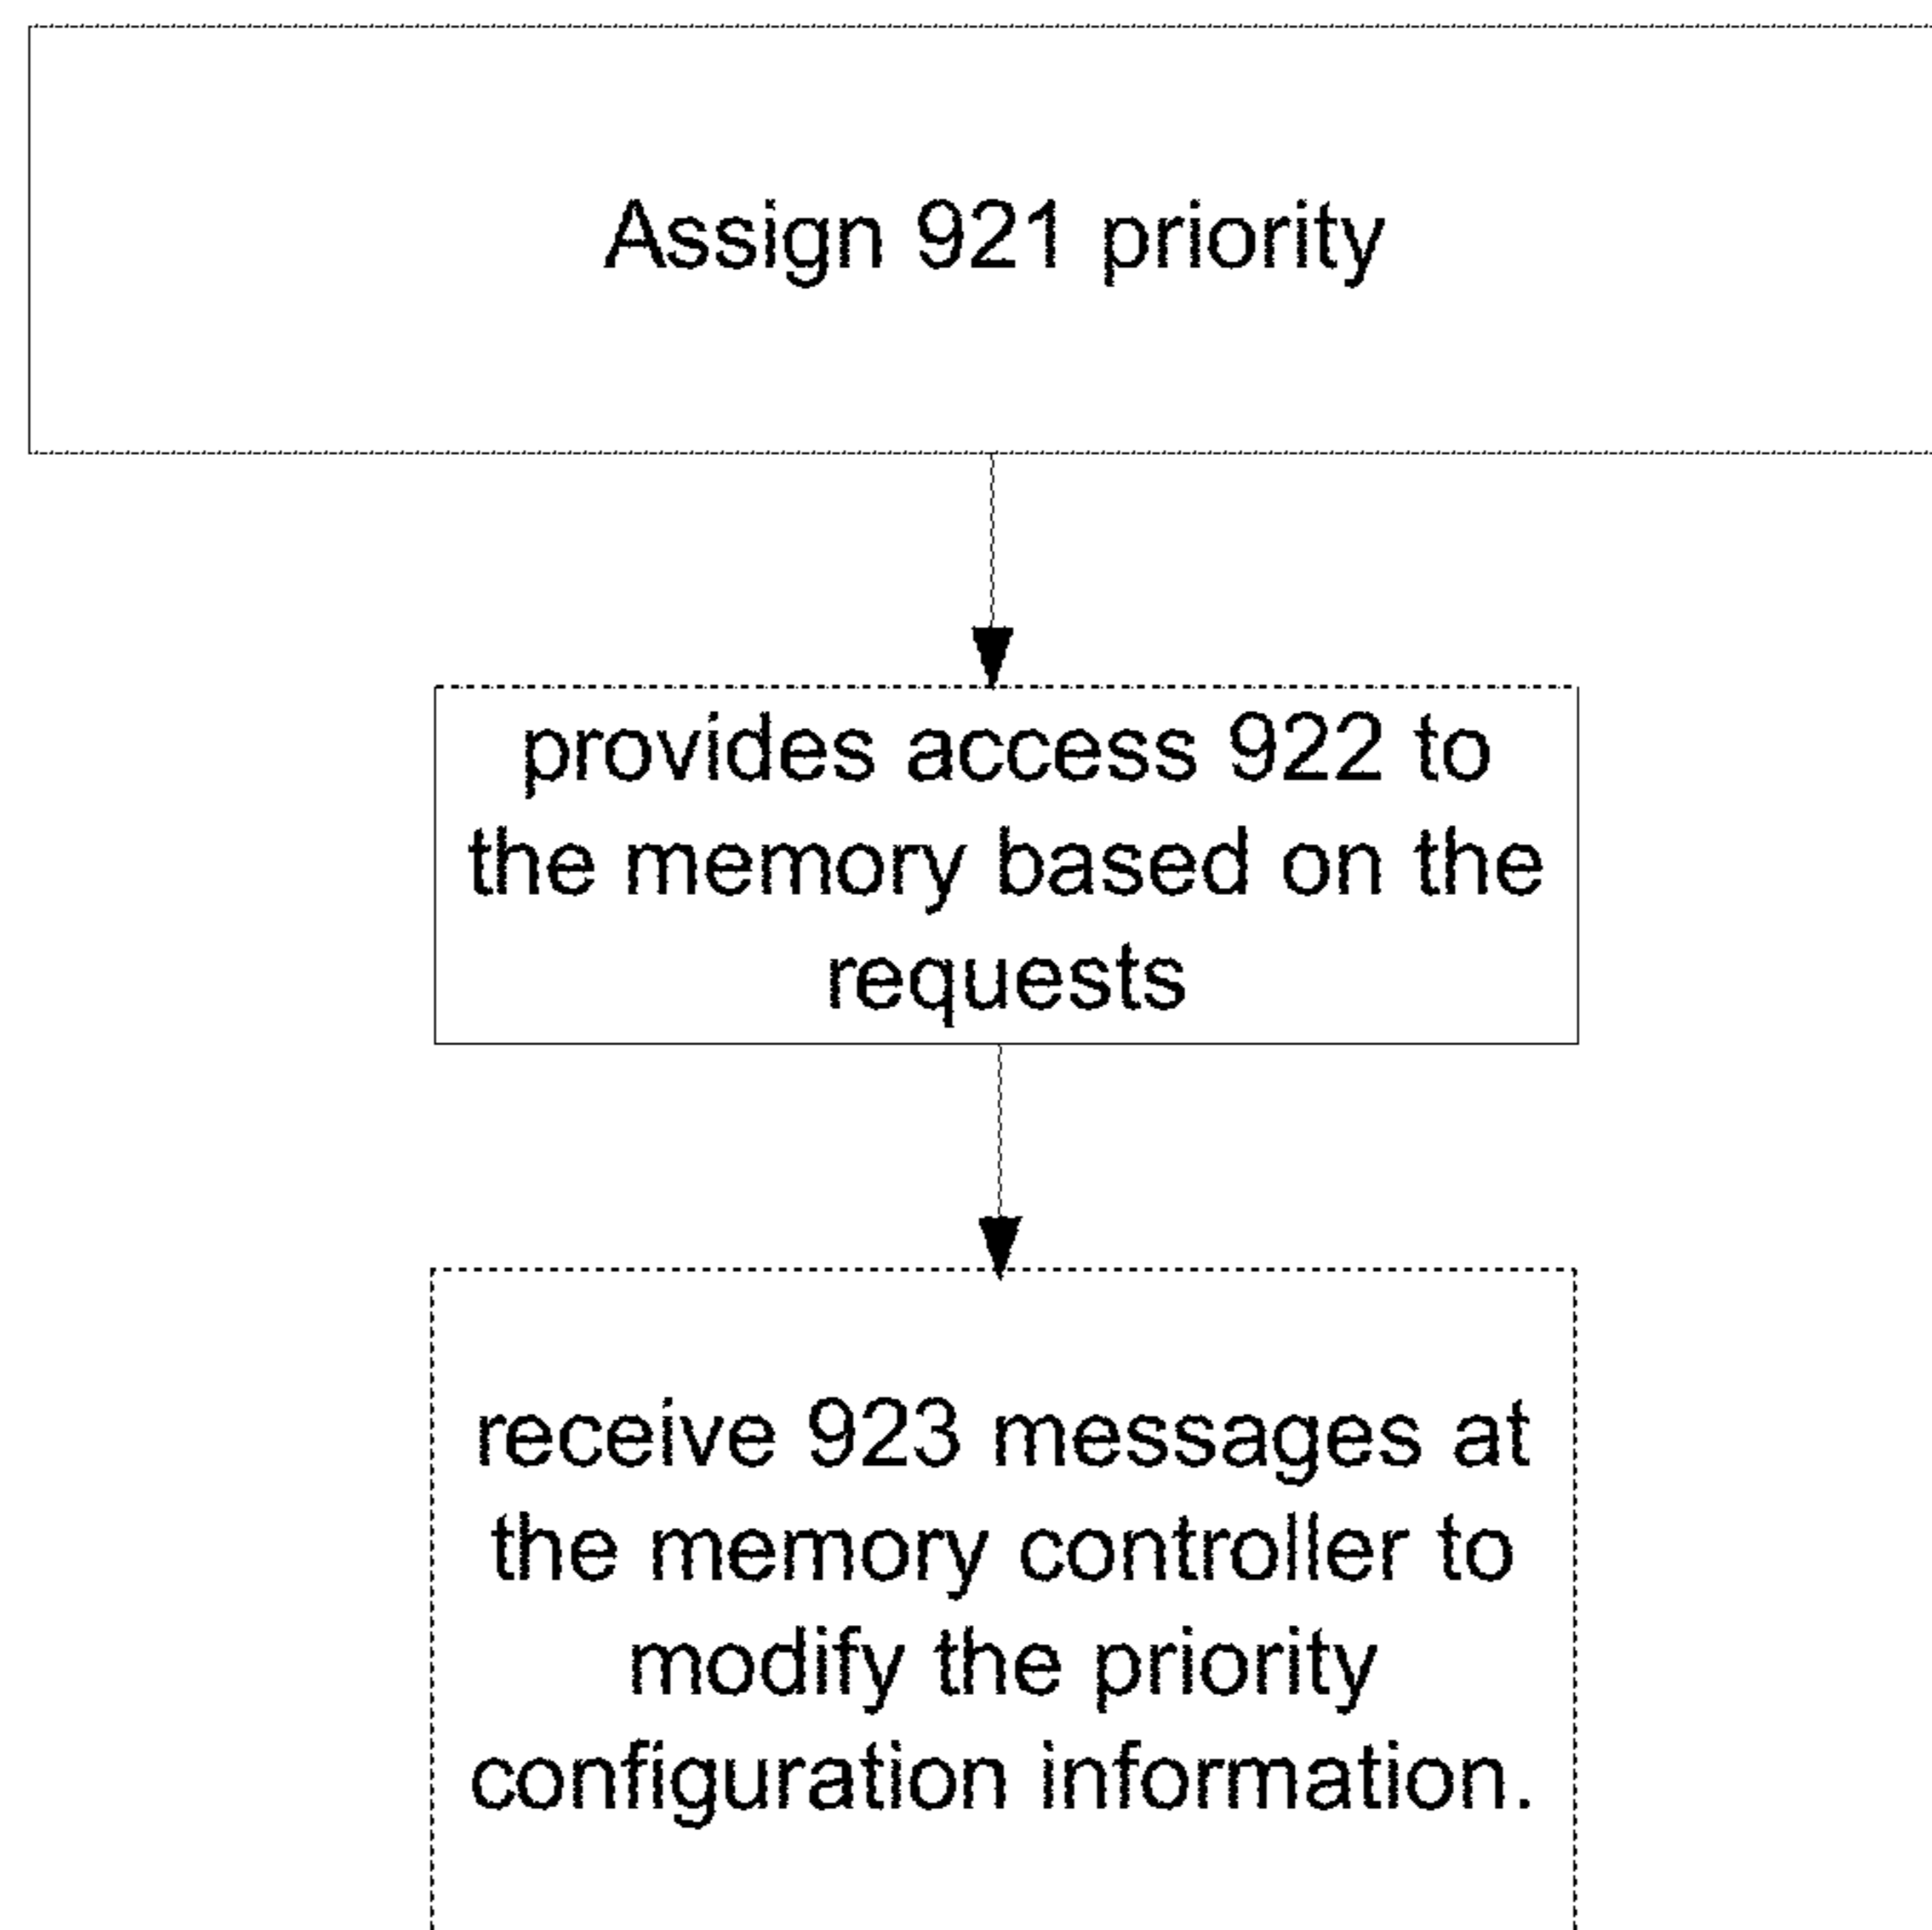 Assign 921 priority
provides access 922 to
the memory based on the
requests
receive 923 messages at
the memory controller to
modify the priority
configuration information.